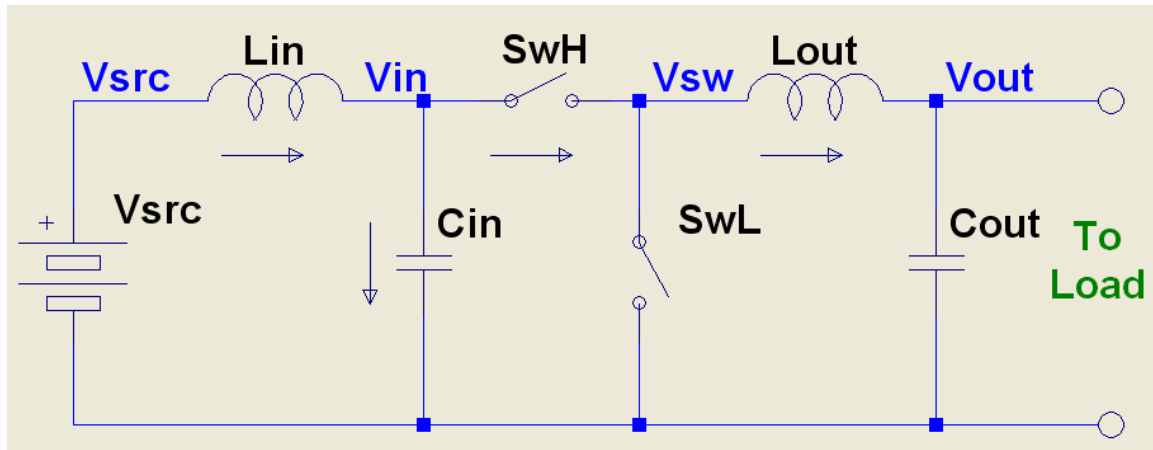 Vsrc
Lin
Vin
SwH
Vsw
Lout
Vout
+
Vsrc
Cin
SwL
Cout
To
Load